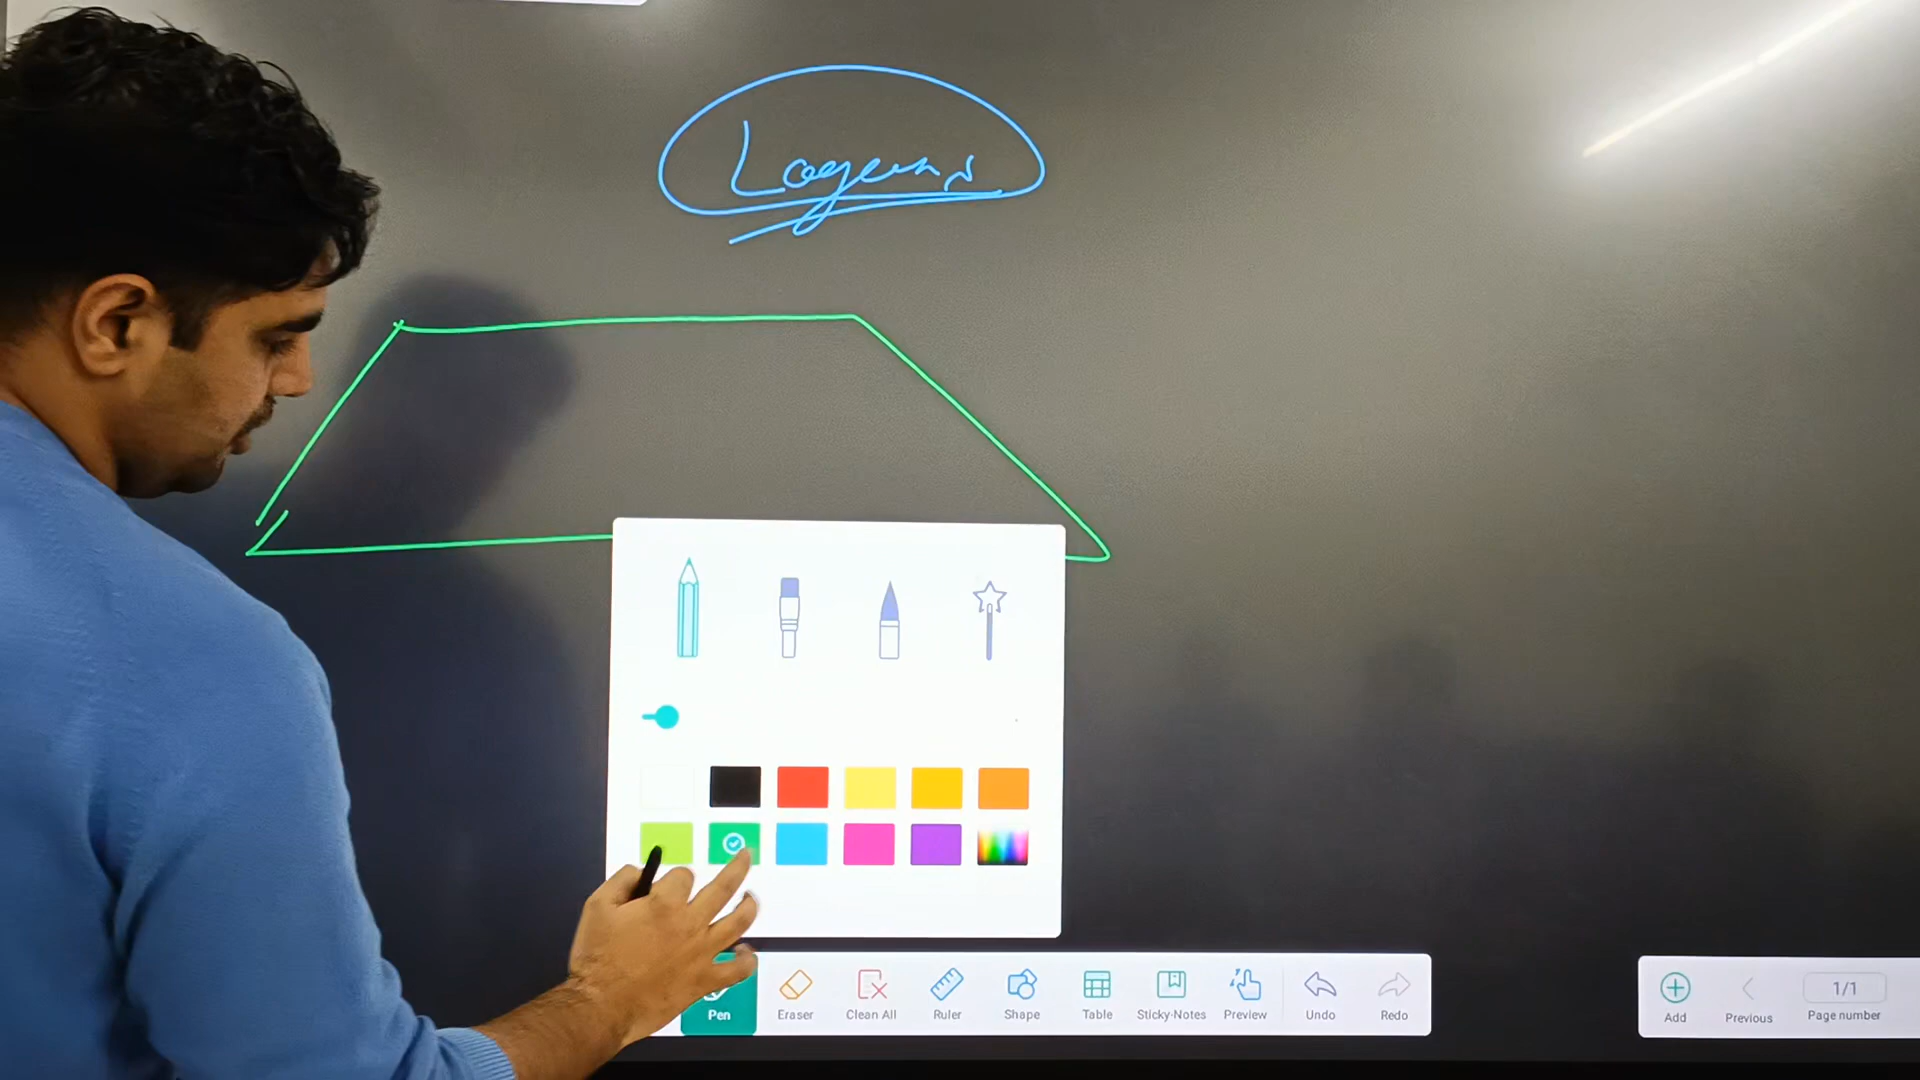 Layers
Pen Eraser Clean All Ruler Shape Table Sticky-Notes Preview Undo Redo
Add Previous 1/1 Page number